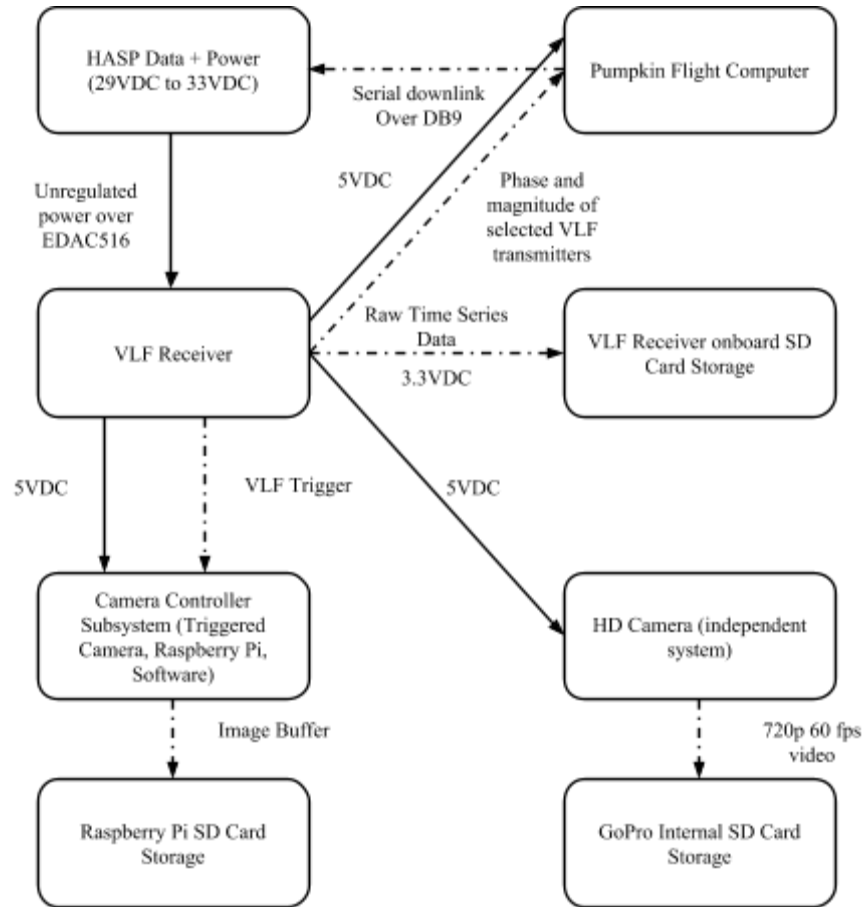 HASP Data + Power
(29VDC to 33VDC)
Pumpkin Flight Computer
Serial downlink
Over DB9
5VDC
Unregulated
power over
EDAC516
Phase and
magnitude of
selected VLF
transmitters
VLF Receiver
Raw Time Series
Data
3.3VDC
VLF Receiver onboard SD
Card Storage
5VDC
VLF Trigger
5VDC
Camera Controller
Subsystem (Triggered
Camera, Raspberry Pi,
Software)
HD Camera (independent
system)
Image Buffer
720p 60 fps
video
Raspberry Pi SD Card
Storage
GoPro Internal SD Card
Storage